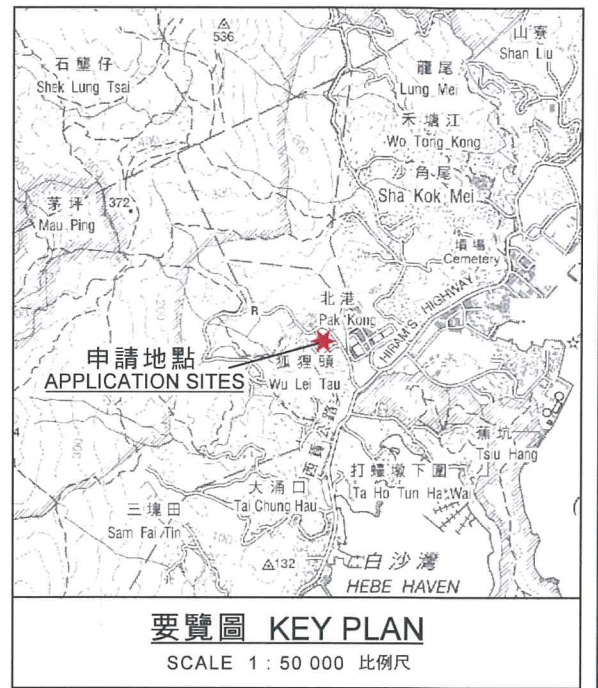 536
山寮
Shan Liu
石壟仔
Shek Lung Tsai
龍尾
Lung Mei
禾塘江
Wo Tong Kong
沙角尾
Sha Kok Mei
茅坪
Mau Ping
372
墳場
Cemetery
北港
Pak Kong
R
HIRAM'S HIGHWAY
申請地點
APPLICATION SITES
狐狸頭
Wu Lei Tau
西貢公路
蕉坑
Tsiu Hang
打蠔墩下圍
Ta Ho Tun Ha Wai
大涌口
Tai Chung Hau
三塊田
Sam Fai Tin
132
白沙灣
HEBE HAVEN
要覽圖 KEY PLAN
SCALE 1 : 50 000 比例尺